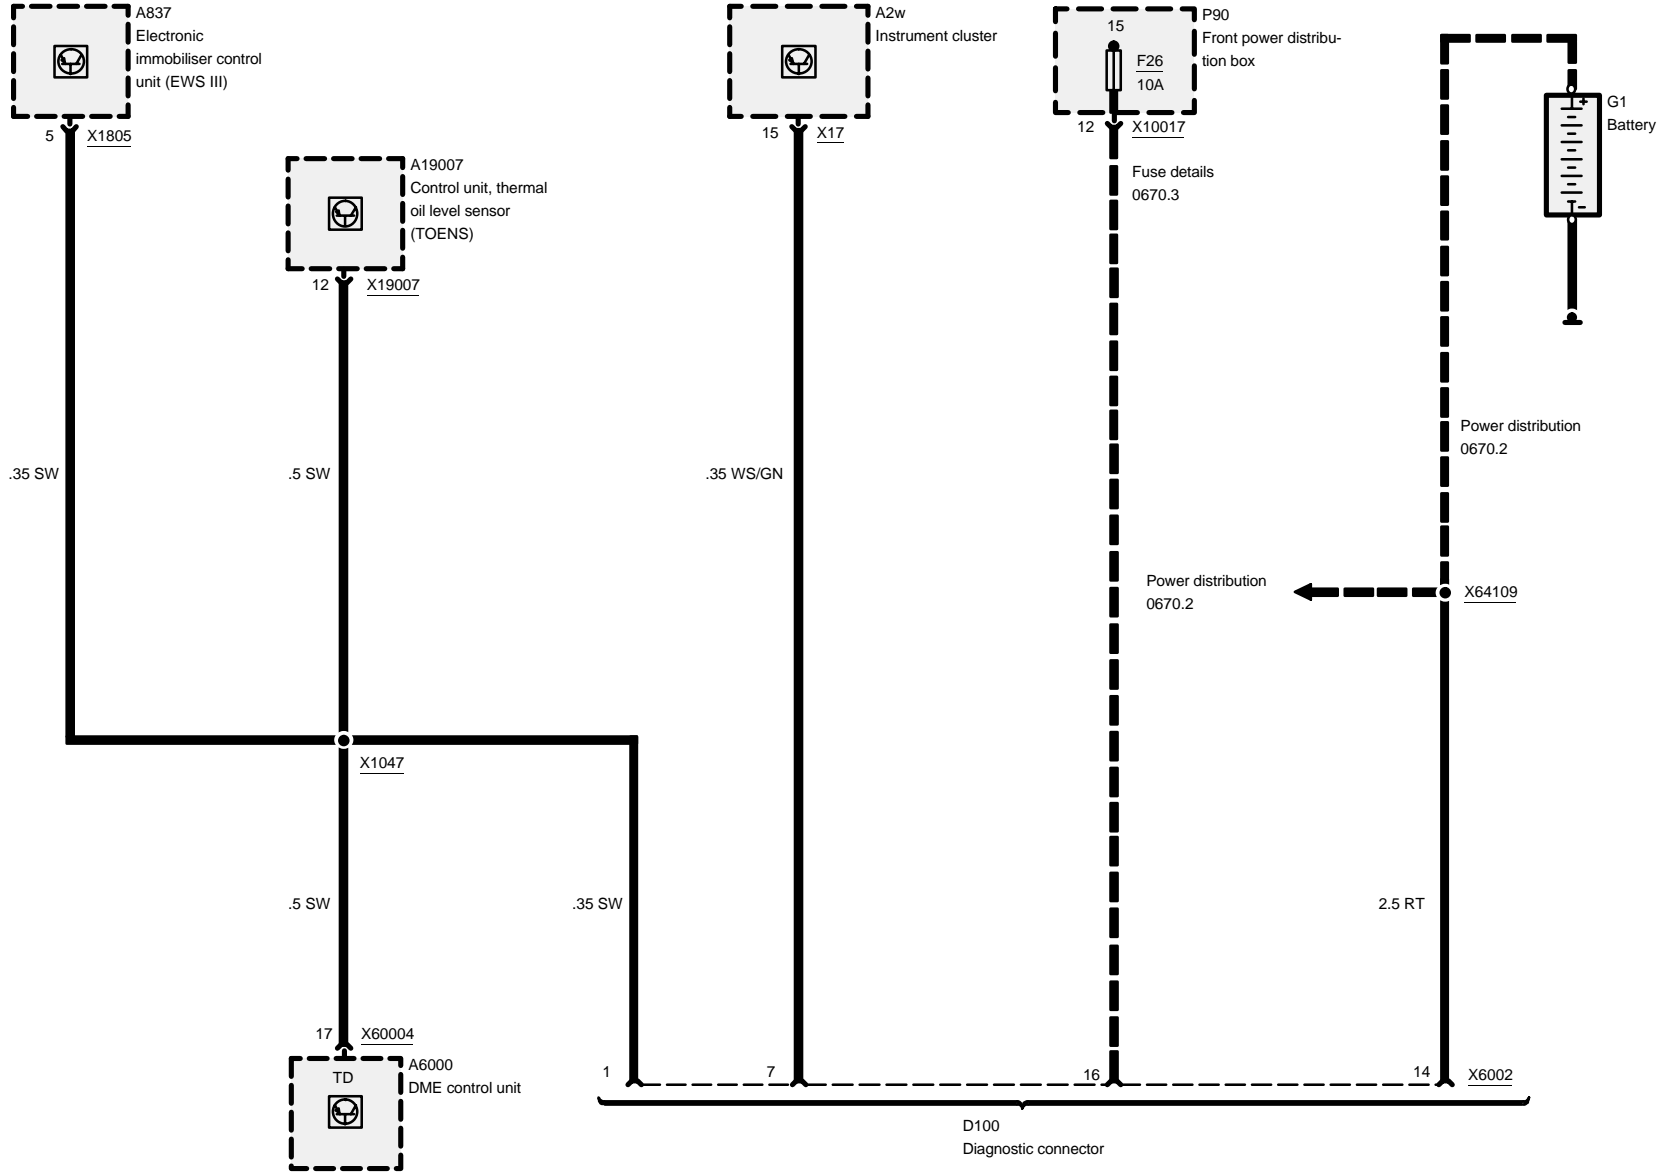 A837
Electronic
immobiliser control
unit (EWS III)
5
X1805
A19007
Control unit, thermal
oil level sensor
(TOENS)
12
X19007
A2w
Instrument cluster
15
X17
15
F26
10A
P90
Front power distribu-
tion box
12
X10017
Fuse details
0670.3
+
-
G1
Battery
Power distribution
0670.2
.35 SW
.5 SW
.35 WS/GN
Power distribution
0670.2
X64109
X1047
.5 SW
.35 SW
2.5 RT
17
X60004
TD
A6000
DME control unit
1
7
16
14
X6002
D100
Diagnostic connector